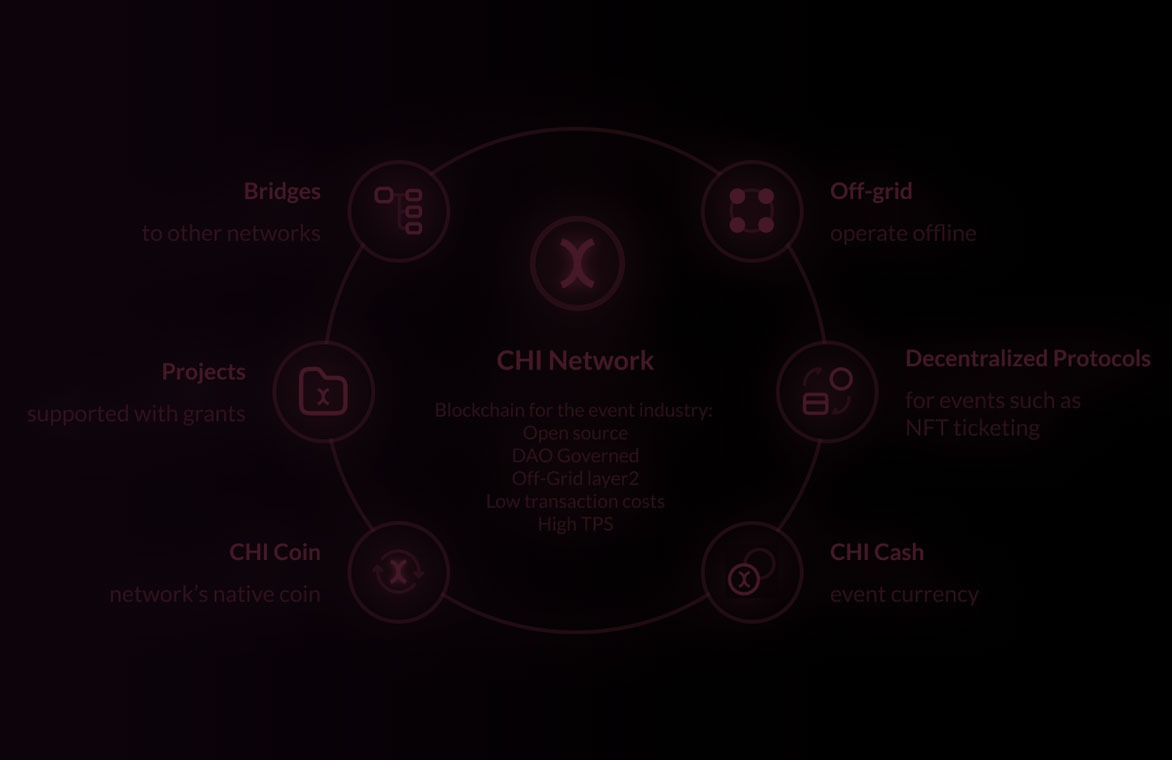 Bridges
to other networks
Off-grid
operate offline
CHI Network
Projects
supported with grants
Decentralized Protocols
for events such as
NFT ticketing
Blockchain for the event industry:
Open source
DAO Governed
Off-Grid layer2
Low transaction costs
High TPS
CHI Coin
network's native coin
CHI Cash
event currency